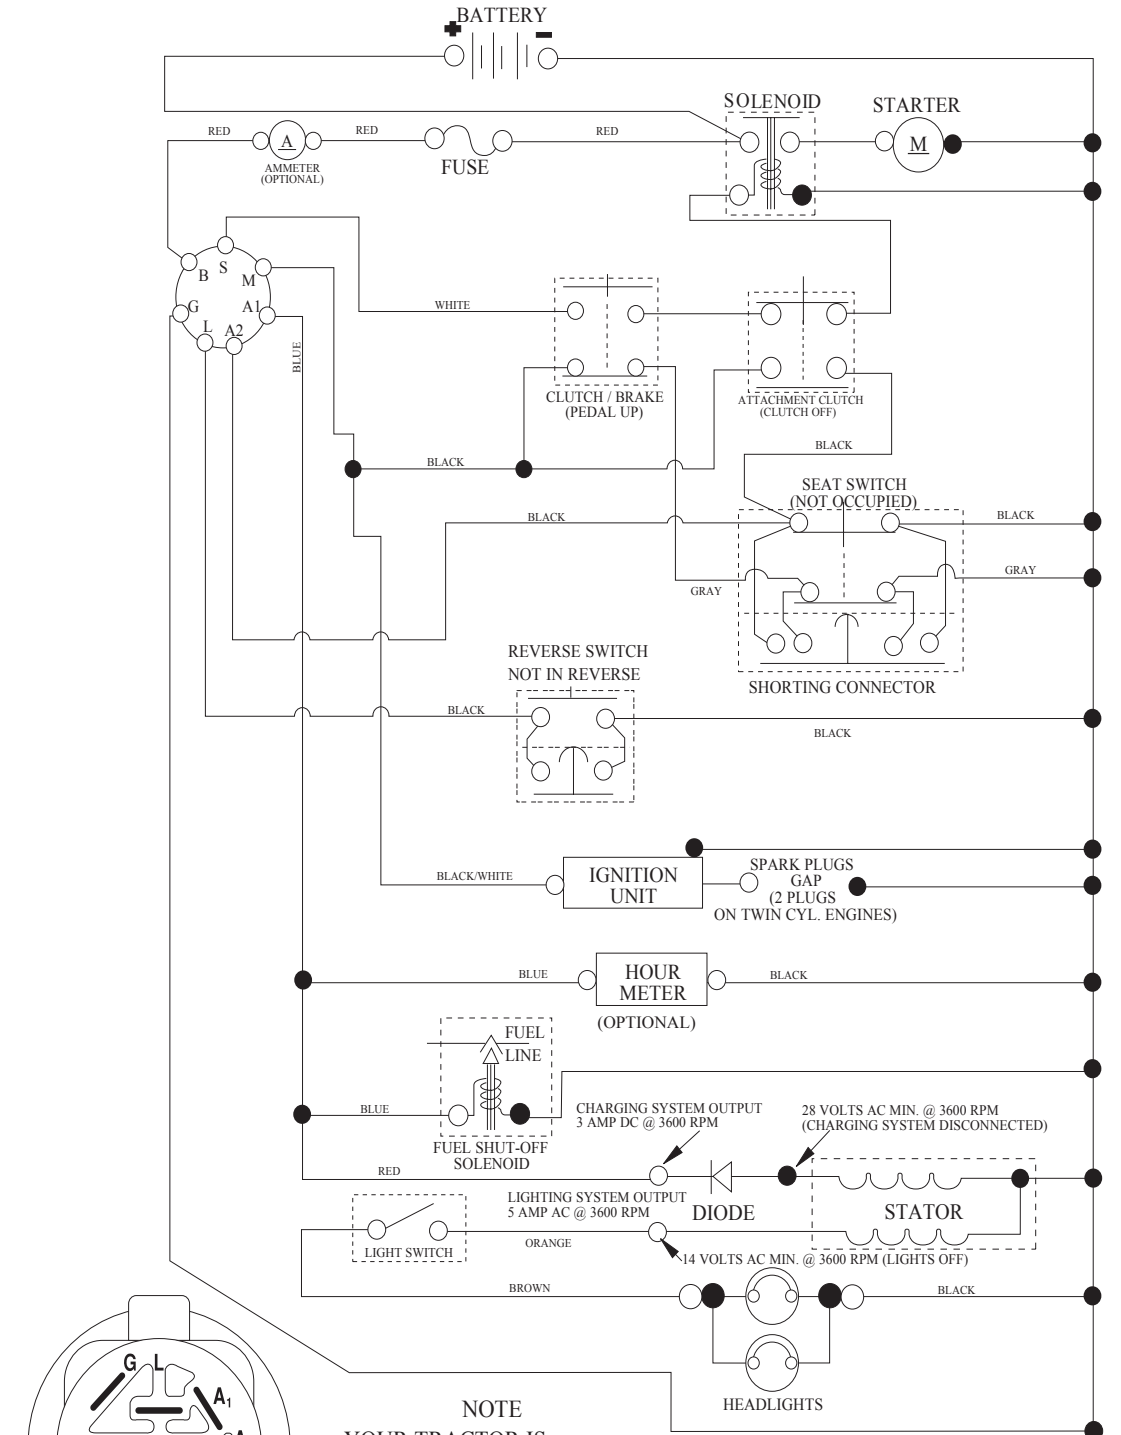 BATTERY
SOLENOID
STARTER
RED
A
RED
RED
M
FUSE
AMMETER
(OPTIONAL)
B
S
M
G
A1
L
A2
BLUE
WHITE
CLUTCH / BRAKE
(PEDAL UP)
ATTACHMENT CLUTCH
(CLUTCH OFF)
BLACK
BLACK
SEAT SWITCH
(NOT OCCUPIED)
BLACK
BLACK
GRAY
GRAY
SHORTING CONNECTOR
REVERSE SWITCH
NOT IN REVERSE
BLACK
BLACK
BLACK/WHITE
IGNITION
UNIT
SPARK PLUGS
GAP
(2 PLUGS
ON TWIN CYL. ENGINES)
BLUE
HOUR
METER
BLACK
(OPTIONAL)
FUEL
LINE
BLUE
FUEL SHUT-OFF
SOLENOID
CHARGING SYSTEM OUTPUT
3 AMP DC @ 3600 RPM
28 VOLTS AC MIN. @ 3600 RPM
(CHARGING SYSTEM DISCONNECTED)
RED
LIGHTING SYSTEM OUTPUT
5 AMP AC @ 3600 RPM
DIODE
STATOR
LIGHT SWITCH
ORANGE
14 VOLTS AC MIN. @ 3600 RPM (LIGHTS OFF)
BROWN
BLACK
HEADLIGHTS
G L
A1
NOTE
YOUR TRACTOR IS